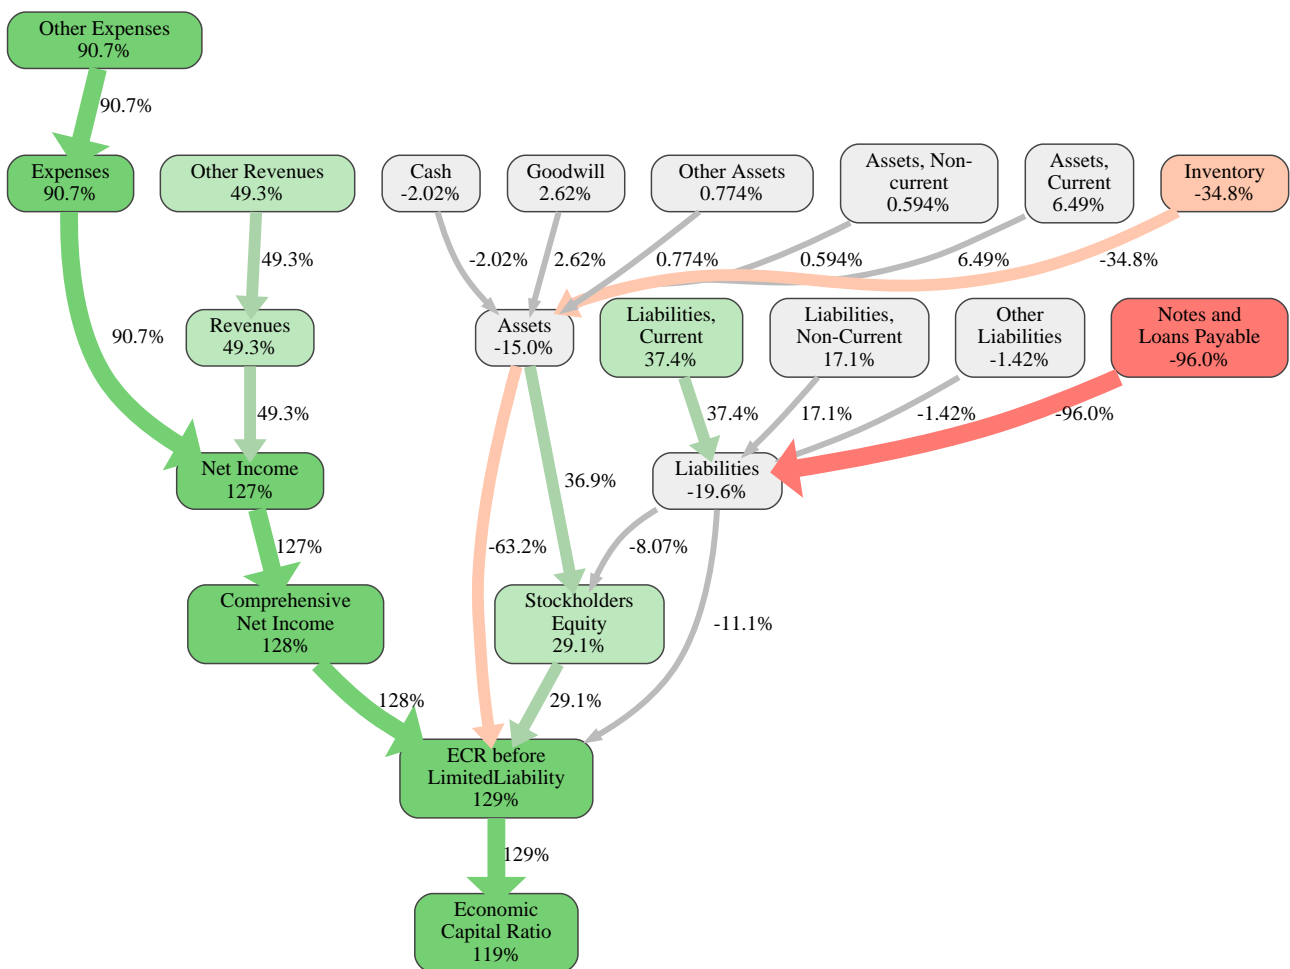 Other Expenses
90.7%
90.7%
Expenses
90.7%
Other Revenues
49.3%
Cash
-2.02%
Goodwill
2.62%
Other Assets
0.774%
Assets, Non-
current
0.594%
Assets,
Current
6.49%
Inventory
-34.8%
49.3%
-2.02%
2.62%
0.774%
0.594%
6.49%
-34.8%
90.7%
Revenues
49.3%
Assets
-15.0%
Liabilities,
Current
37.4%
Liabilities,
Non-Current
17.1%
Other
Liabilities
-1.42%
Notes and
Loans Payable
-96.0%
49.3%
37.4%
17.1%
-1.42%
-96.0%
Net Income
127%
36.9%
Liabilities
-19.6%
127%
-63.2%
-8.07%
Comprehensive
Net Income
128%
Stockholders
Equity
29.1%
-11.1%
128%
29.1%
ECR before
LimitedLiability
129%
129%
Economic
Capital Ratio
119%